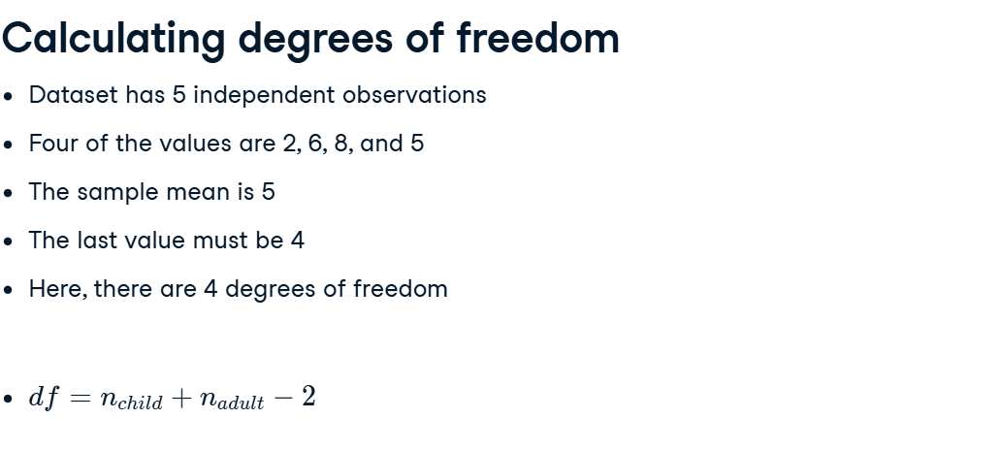 Calculating degrees of freedom
• Dataset has 5 independent observations
• Four of the values are 2, 6, 8, and 5
• The sample mean is 5
• The last value must be 4
• Here, there are 4 degrees of freedom
• df = n_{child} + n_{adult} − 2